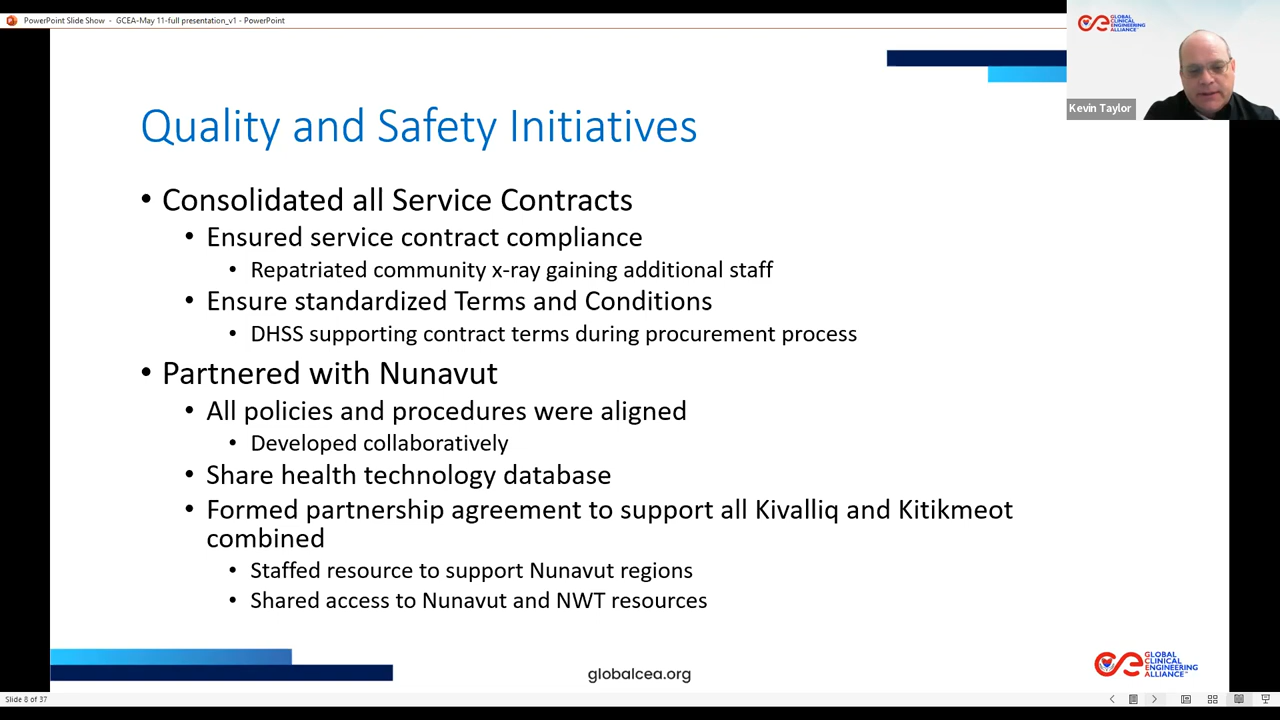 PowerPoint Slide Show - GCEA-May 11-full presentation_v1 - PowerPoint
GLOBAL
CLINICAL
ENGINEERING
ALLIANCE
Kevin Taylor
Quality and Safety Initiatives
• Consolidated all Service Contracts
• Ensured service contract compliance
• Repatriated community x-ray gaining additional staff
• Ensure standardized Terms and Conditions
• DHSS supporting contract terms during procurement process
• Partnered with Nunavut
• All policies and procedures were aligned
• Developed collaboratively
• Share health technology database
• Formed partnership agreement to support all Kivalliq and Kitikmeot
combined
• Staffed resource to support Nunavut regions
• Shared access to Nunavut and NWT resources
globalcea.org
GLOBAL
CLINICAL
ENGINEERING
ALLIANCE
Slide 8 of 37